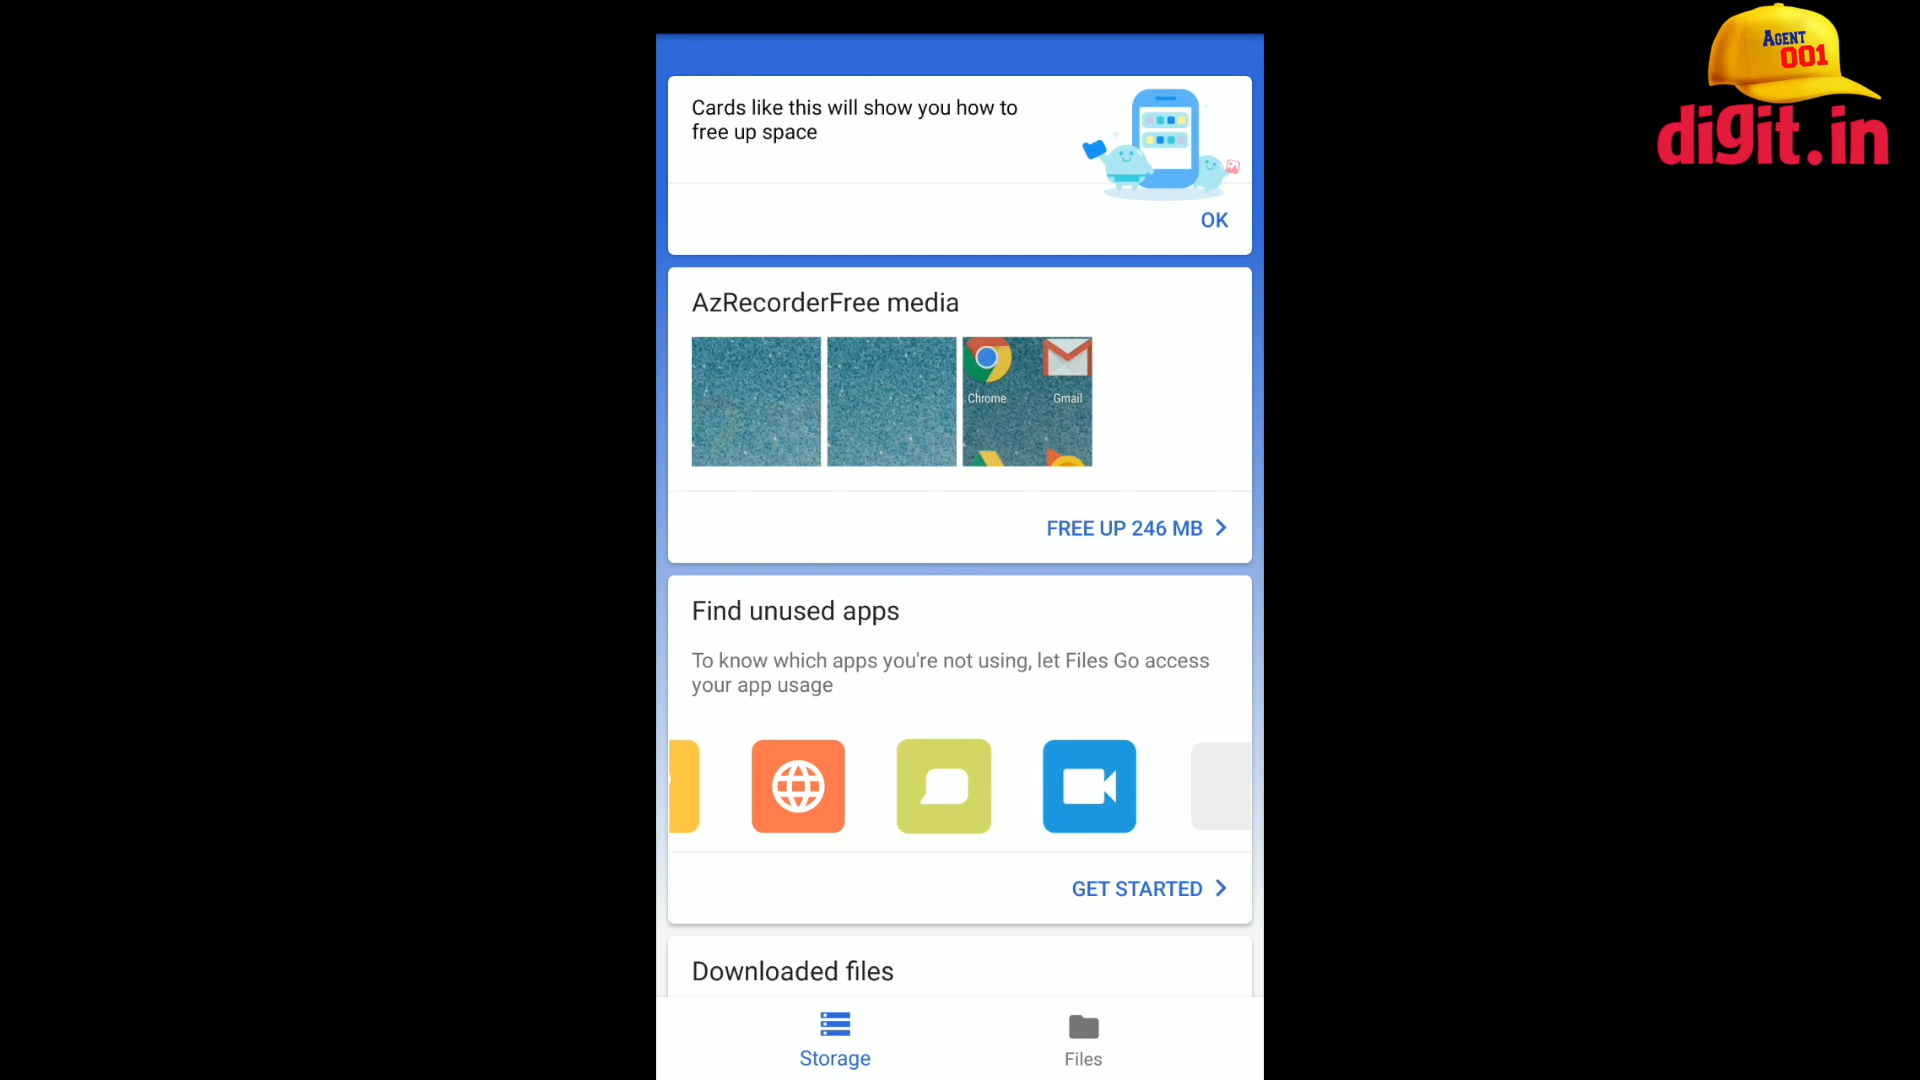 AGENT
001
digit.in
Cards like this will show you how to
free up space
OK
AzRecorderFree media
Chrome
Gmail
FREE UP 246 MB
Find unused apps
To know which apps you're not using, let Files Go access
your app usage
GET STARTED
Downloaded files
Storage
Files